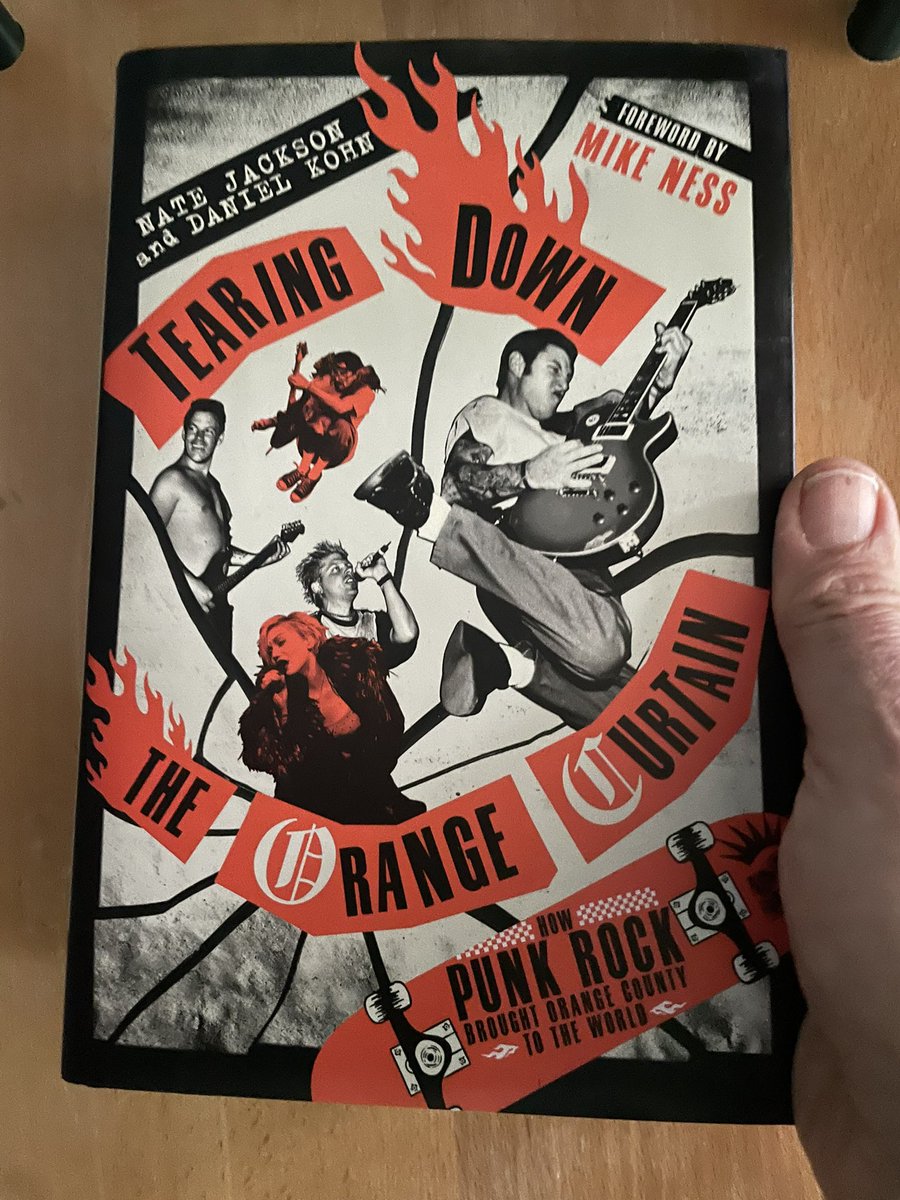 NATE JACKSON
and DANIEL KOHN
FOREWORD BY
MIKE NESS
TEARING
DOWN
THE
ORANGE
CURTAIN
HOW
PUNK ROCK
BROUGHT ORANGE COUNTY
TO THE WORLD